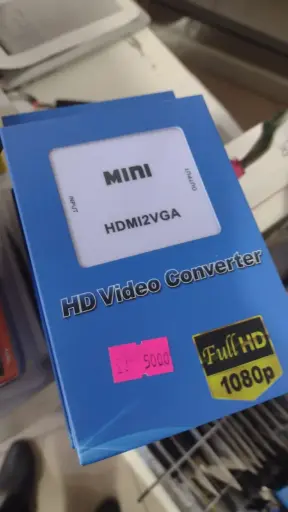 MINI
INPUT
OUTPUT
HDMI2VGA
HD Video Converter
5000
Full HD
1080p